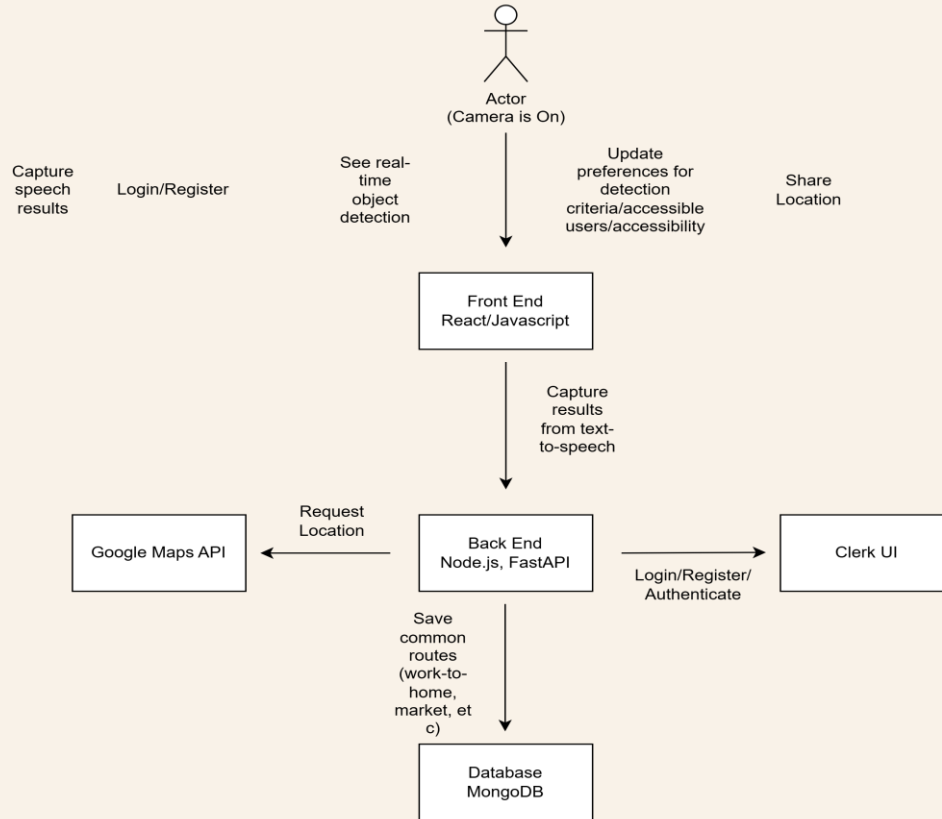 Actor
(Camera is On)
Capture
speech
results
Login/Register
See real-
time
object
detection
Update
preferences for
detection
criteria/accessible
users/accessibility
Share
Location
Front End
React/Javascript
Capture
results
from text-
to-speech
Google Maps API
Request
Location
Back End
Node.js, FastAPI
Login/Register/
Authenticate
Clerk UI
Save
common
routes
(work-to-
home,
market, et
c)
Database
MongoDB